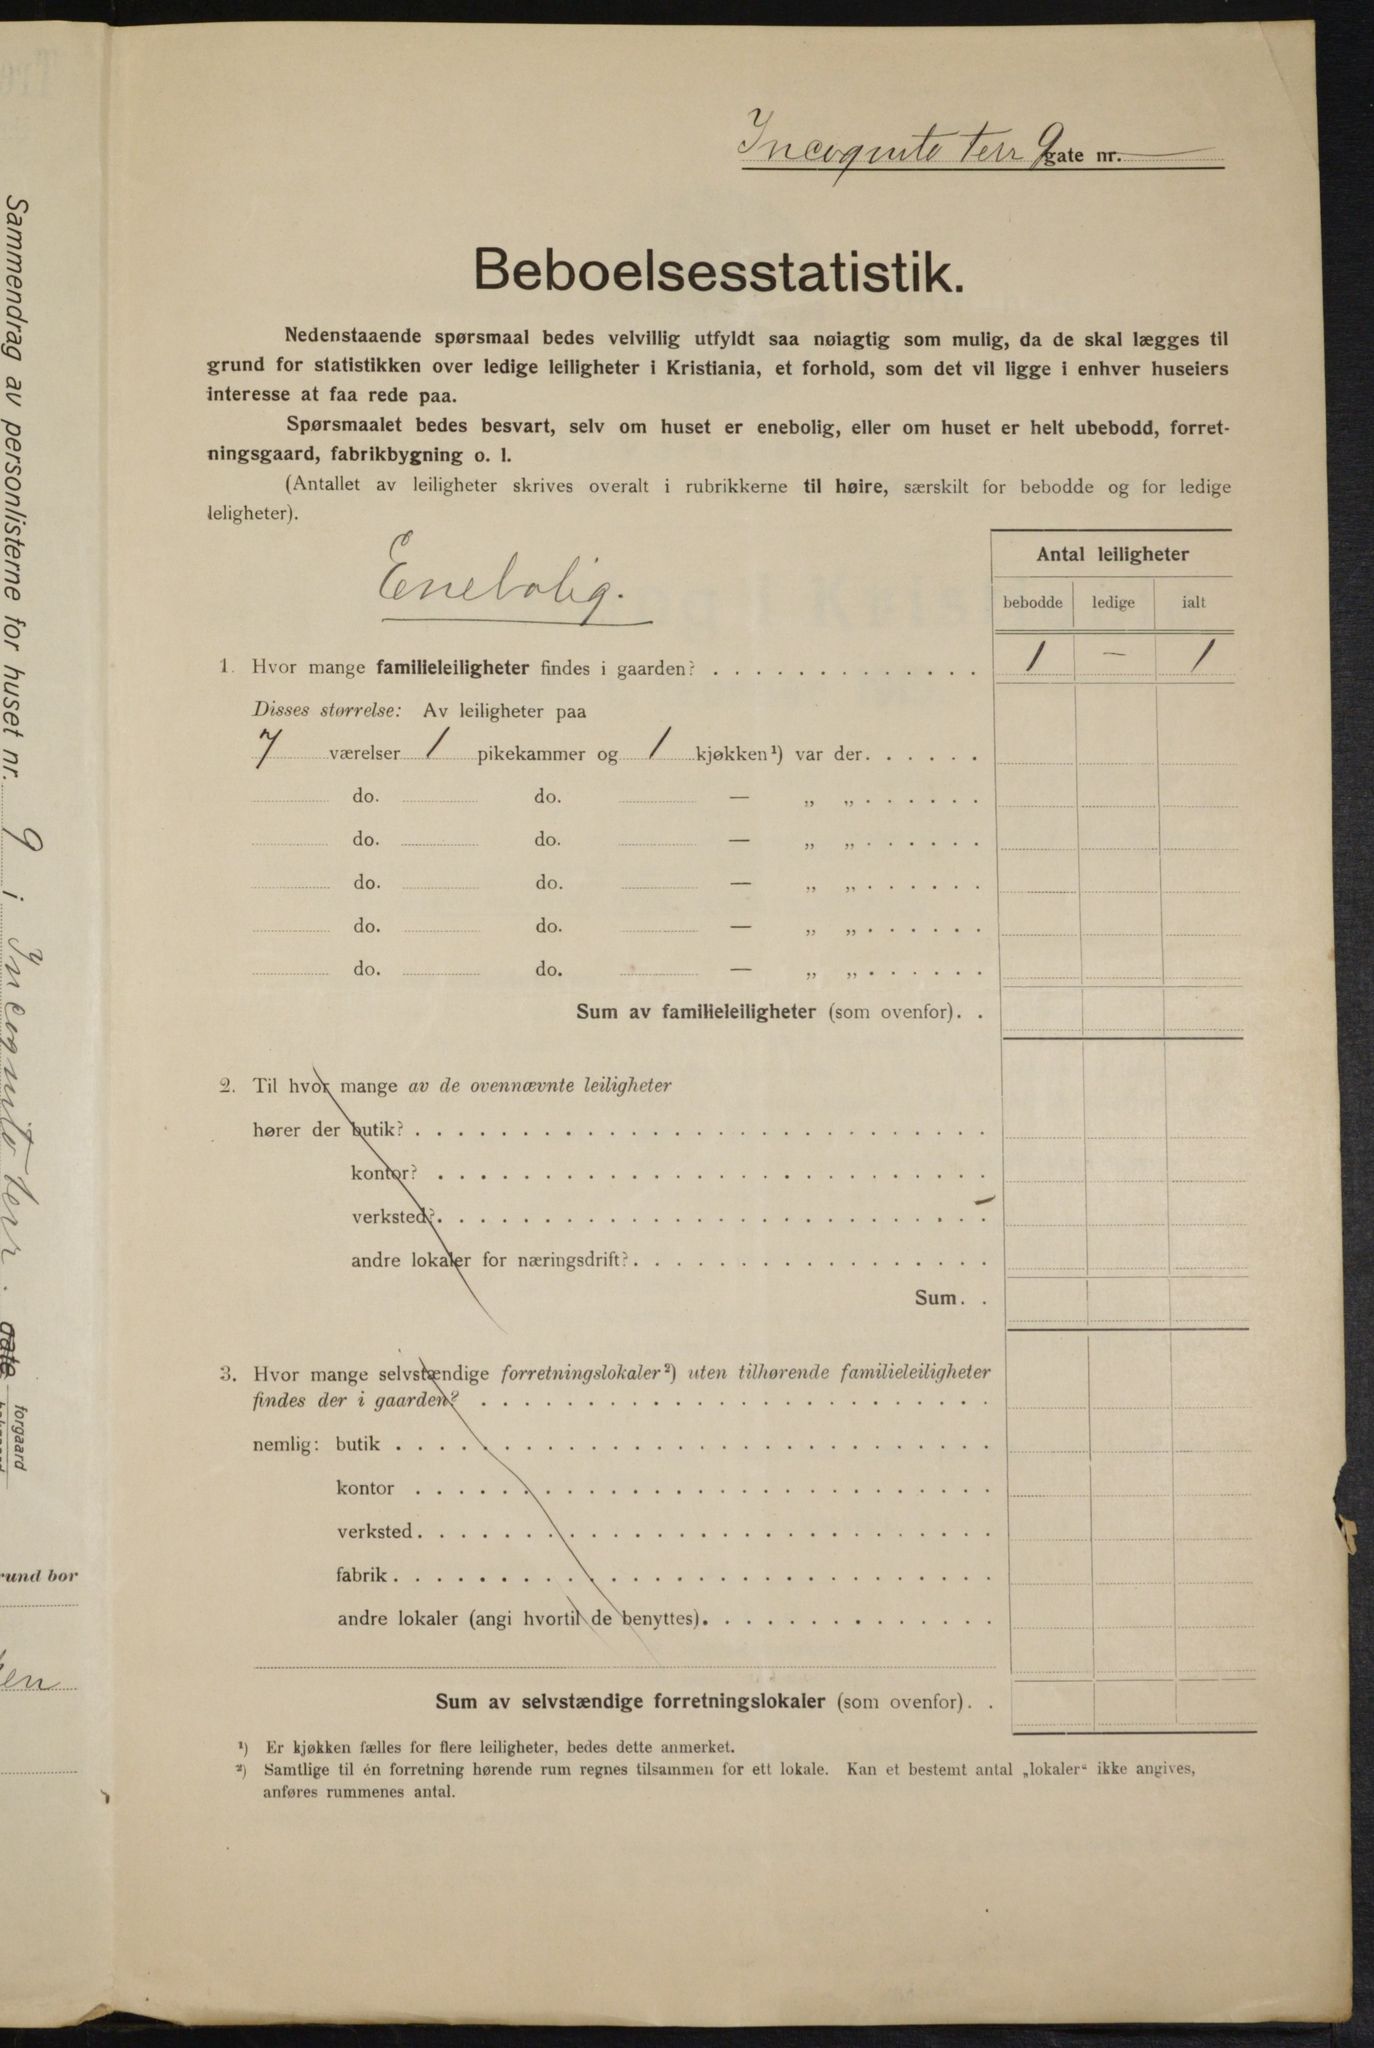 Incognito terr 9 gate nr.
Beboelsesstatistik.
Nedenstaaende spørsmaal bedes velvillig utfyldt saa nøiagtig som mulig, da de skal lægges til
grund for statistikken over ledige leiligheter i Kristiania, et forhold, som det vil ligge i enhver huseiers
interesse at faa rede paa.
Spørsmaalet bedes besvart, selv om huset er enebolig, eller om huset er helt ubebodd, forret-
ningsgaard, fabrikbygning o. l.
(Antallet av leiligheter skrives overalt i rubrikkerne til høire, særskilt for bebodde og for ledige
leligheter).
Enebolig.
Antal leiligheter
bebodde ledige ialt
1. Hvor mange familieleiligheter findes i gaarden? . . . . . . . . . . . . . 1 — 1
Disses størrelse: Av leiligheter paa
7 værelser 1 pikekammer og 1 kjøkken¹) var der. . . . . .
do. do. — „ „ . . . . . .
do. do. — „ „ . . . . . .
do. do. — „ „ . . . . . .
do. do. — „ „ . . . . . .
do. do. — „ „ . . . . . .
Sum av familieleiligheter (som ovenfor). .
2. Til hvor mange av de ovennævnte leiligheter
hører der butik? . . . . . . . . . . . . . . . . . . . . . . . . . . .
kontor? . . . . . . . . . . . . . . . . . . . . . . . . . .
verksted? . . . . . . . . . . . . . . . . . . . . . . . . . —
andre lokaler for næringsdrift? . . . . . . . . . . . . . . . . .
Sum. .
3. Hvor mange selvstændige forretningslokaler²) uten tilhørende familieleiligheter
findes der i gaarden? . . . . . . . . . . . . . . . . . . . . . . . .
nemlig: butik . . . . . . . . . . . . . . . . . . . . . . . . . . . .
kontor . . . . . . . . . . . . . . . . . . . . . . . . . . .
verksted. . . . . . . . . . . . . . . . . . . . . . . . . . .
fabrik. . . . . . . . . . . . . . . . . . . . . . . . . . . .
andre lokaler (angi hvortil de benyttes). . . . . . . . . . . . . .
Sum av selvstændige forretningslokaler (som ovenfor). .
¹) Er kjøkken fælles for flere leiligheter, bedes dette anmerket.
²) Samtlige til én forretning hørende rum regnes tilsammen for ett lokale. Kan et bestemt antal „lokaler“ ikke angives,
anføres rummenes antal.
Sammendrag av personlisterne for huset nr. 9 i Incognito terr. gate
forgaard
rund bor